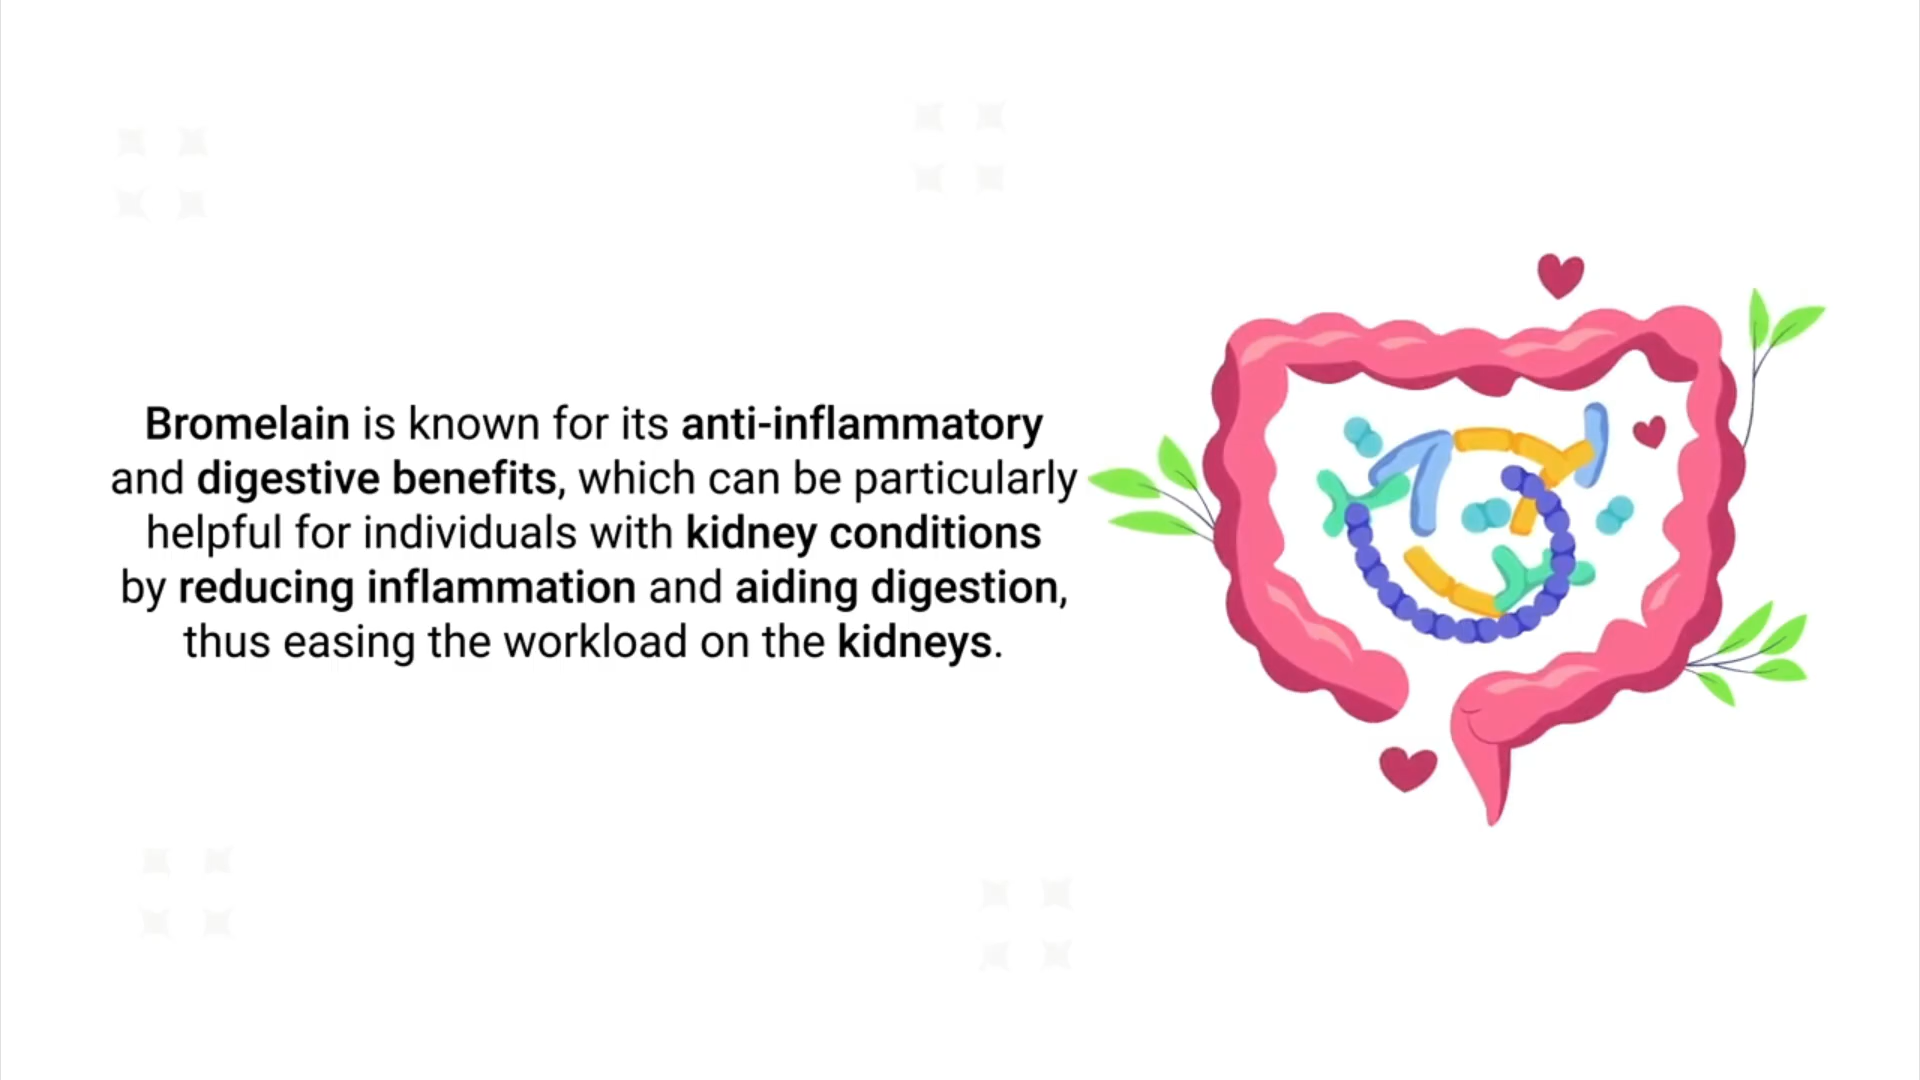 Bromelain is known for its anti-inflammatory
and digestive benefits, which can be particularly
helpful for individuals with kidney conditions
by reducing inflammation and aiding digestion,
thus easing the workload on the kidneys.